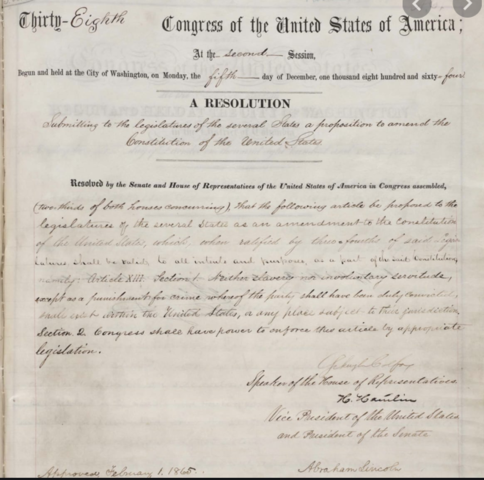 Thirty-Eighth Congress of the United States of America;
At the second Session,
Begun and held at the City of Washington, on Monday, the fifth day of December, one thousand eight hundred and sixty-four
A RESOLUTION
Submitting to the legislatures of the several States a proposition to amend the
Constitution of the United States
Resolved by the Senate and House of Representatives of the United States of America in Congress assembled,
(two-thirds of both houses concurring), That the following article be proposed to the
legislatures of the several States as an amendment to the constitution
of the United States, which, when ratified by three-fourths of said Legis-
latures shall be valid, to all intents and purposes, as a part of the said Constitution,
namely: Article XIII. Section 1. Neither slavery nor involuntary servitude,
except as a punishment for crime whereof the party shall have been duly convicted,
shall exist within the United States, or any place subject to their jurisdiction.
Section 2. Congress shall have power to enforce this article by appropriate
legislation.
Schuyler Colfax
Speaker of the House of Representatives
H. Hamlin
Vice President of the United States
and President of the Senate
Approved February 1. 1865. Abraham Lincoln